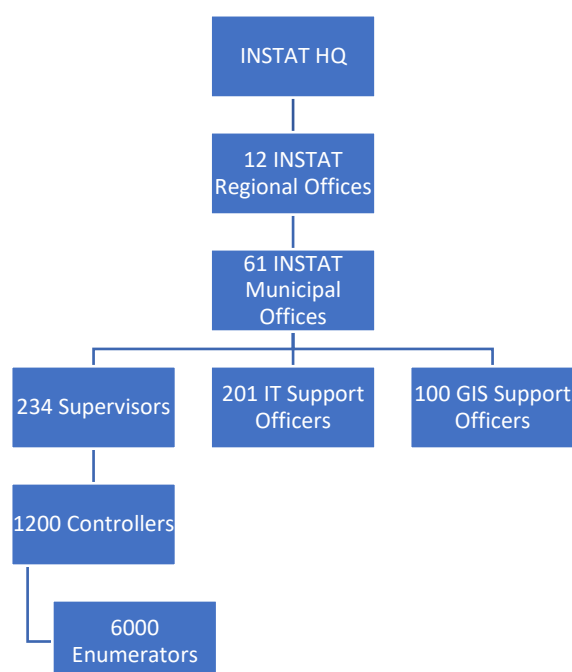 INSTAT HQ
12 INSTAT
Regional Offices
61 INSTAT
Municipal
Offices
234 Supervisors
201 IT Support
Officers
100 GIS Support
Officers
1200 Controllers
6000
Enumerators